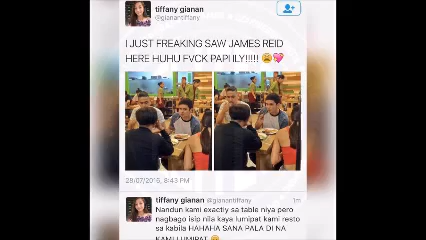 tiffany gianan
@gianantiffany
I JUST FREAKING SAW JAMES REID
HERE HUHU FVCK PAPI ILY!!!!! 😩💖
28/07/2016, 8:43 PM
tiffany gianan @gianantiffany 1m
Nandun kami exactly sa table niya pero
nagbago isip nila kaya lumipat kami resto
sa kabila HAHAHA SANA PALA DI NA
KAMI LUMIPAT